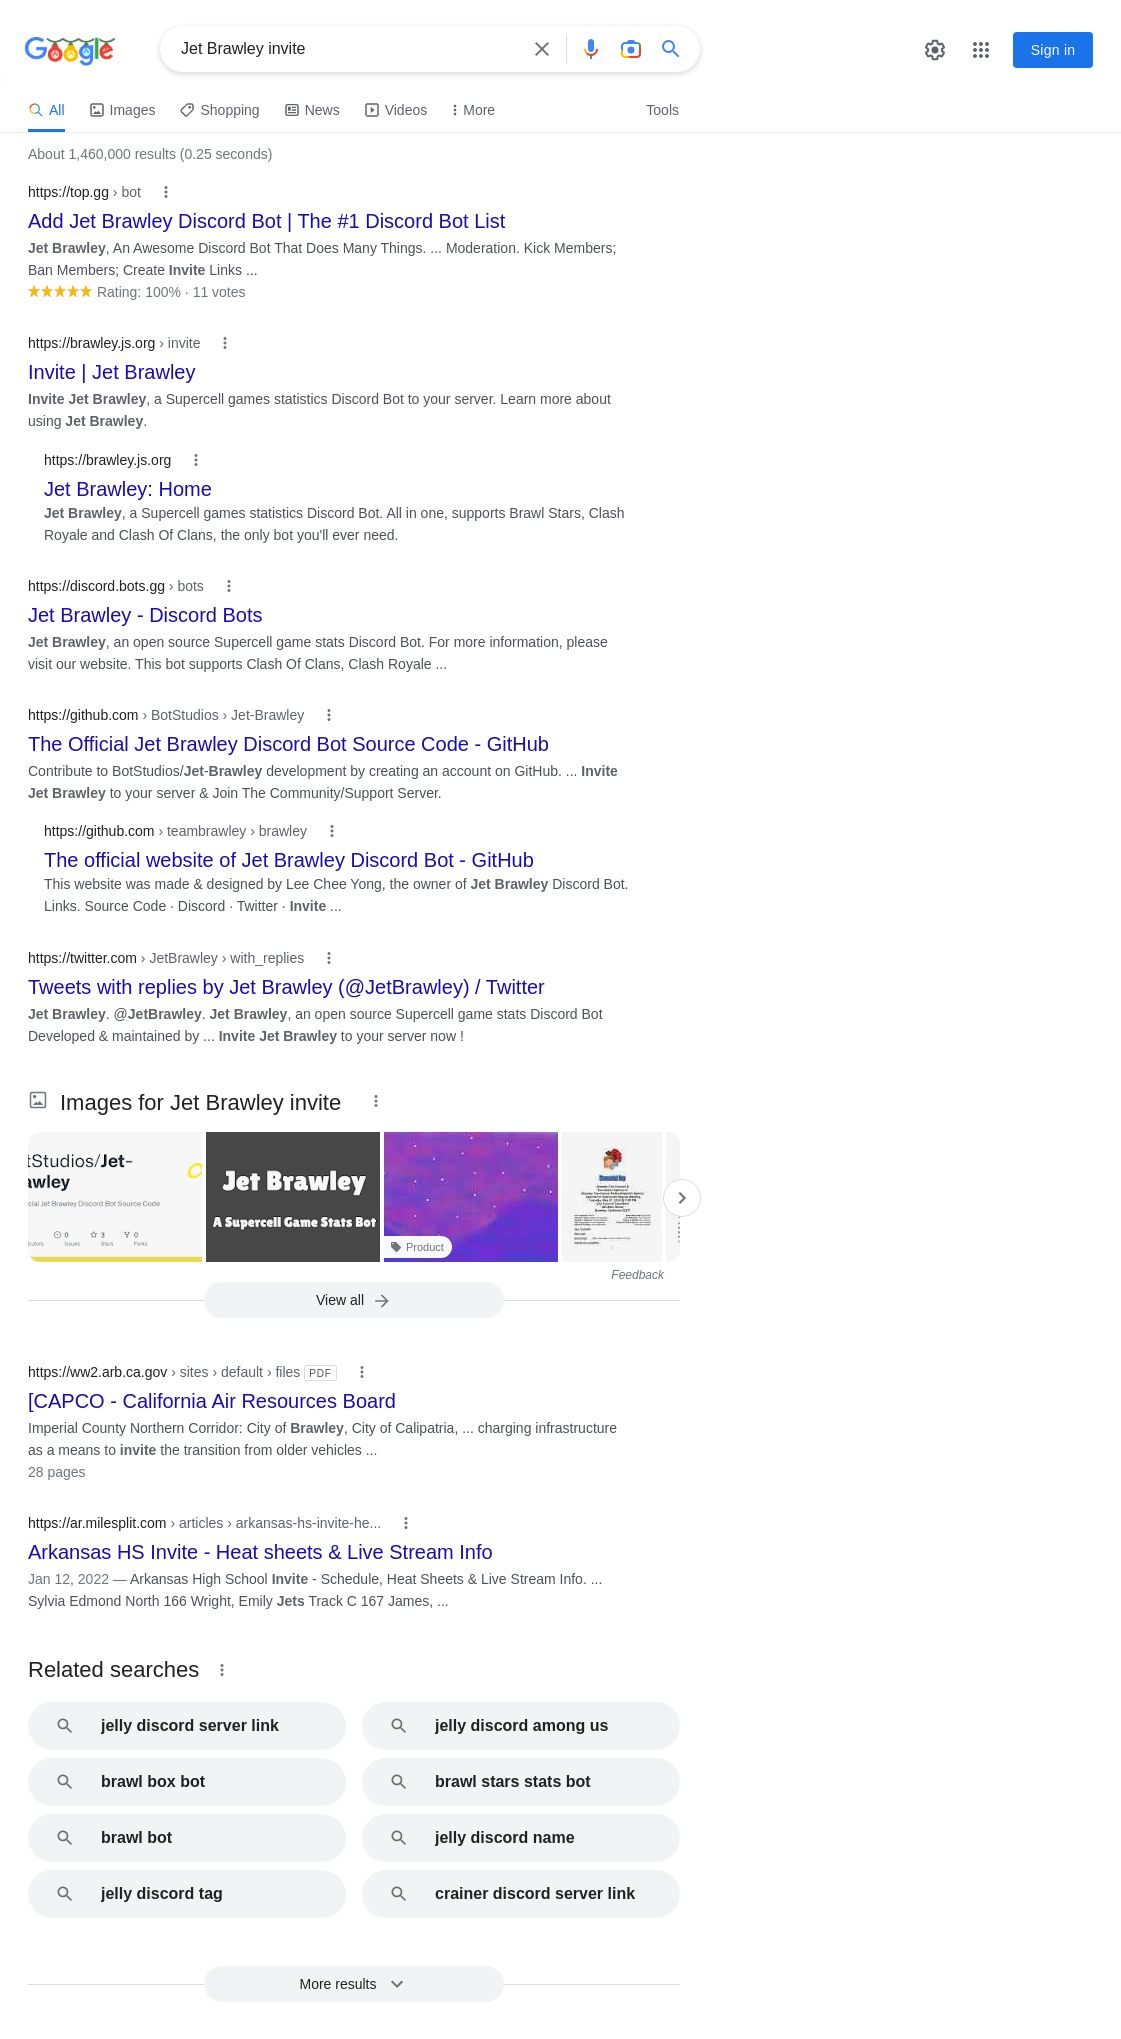 Google
Jet Brawley invite
Sign in
All
Images
Shopping
News
Videos
More
Tools
About 1,460,000 results (0.25 seconds)
https://top.gg › bot
Add Jet Brawley Discord Bot | The #1 Discord Bot List
Jet Brawley, An Awesome Discord Bot That Does Many Things. ... Moderation. Kick Members;
Ban Members; Create Invite Links ...
Rating: 100% · 11 votes
https://brawley.js.org › invite
Invite | Jet Brawley
Invite Jet Brawley, a Supercell games statistics Discord Bot to your server. Learn more about
using Jet Brawley.
https://brawley.js.org
Jet Brawley: Home
Jet Brawley, a Supercell games statistics Discord Bot. All in one, supports Brawl Stars, Clash
Royale and Clash Of Clans, the only bot you'll ever need.
https://discord.bots.gg › bots
Jet Brawley - Discord Bots
Jet Brawley, an open source Supercell game stats Discord Bot. For more information, please
visit our website. This bot supports Clash Of Clans, Clash Royale ...
https://github.com › BotStudios › Jet-Brawley
The Official Jet Brawley Discord Bot Source Code - GitHub
Contribute to BotStudios/Jet-Brawley development by creating an account on GitHub. ... Invite
Jet Brawley to your server & Join The Community/Support Server.
https://github.com › teambrawley › brawley
The official website of Jet Brawley Discord Bot - GitHub
This website was made & designed by Lee Chee Yong, the owner of Jet Brawley Discord Bot.
Links. Source Code · Discord · Twitter · Invite ...
https://twitter.com › JetBrawley › with_replies
Tweets with replies by Jet Brawley (@JetBrawley) / Twitter
Jet Brawley. @JetBrawley. Jet Brawley, an open source Supercell game stats Discord Bot
Developed & maintained by ... Invite Jet Brawley to your server now !
Images for Jet Brawley invite
tStudios/Jet-
awley
cial Jet Brawley Discord Bot Source Code
0 3 0
butors Issues Stars Forks
Jet Brawley
A Supercell Game Stats Bot
Product
Feedback
View all
https://ww2.arb.ca.gov › sites › default › files PDF
[CAPCO - California Air Resources Board
Imperial County Northern Corridor: City of Brawley, City of Calipatria, ... charging infrastructure
as a means to invite the transition from older vehicles ...
28 pages
https://ar.milesplit.com › articles › arkansas-hs-invite-he...
Arkansas HS Invite - Heat sheets & Live Stream Info
Jan 12, 2022 — Arkansas High School Invite - Schedule, Heat Sheets & Live Stream Info. ...
Sylvia Edmond North 166 Wright, Emily Jets Track C 167 James, ...
Related searches
jelly discord server link
jelly discord among us
brawl box bot
brawl stars stats bot
brawl bot
jelly discord name
jelly discord tag
crainer discord server link
More results